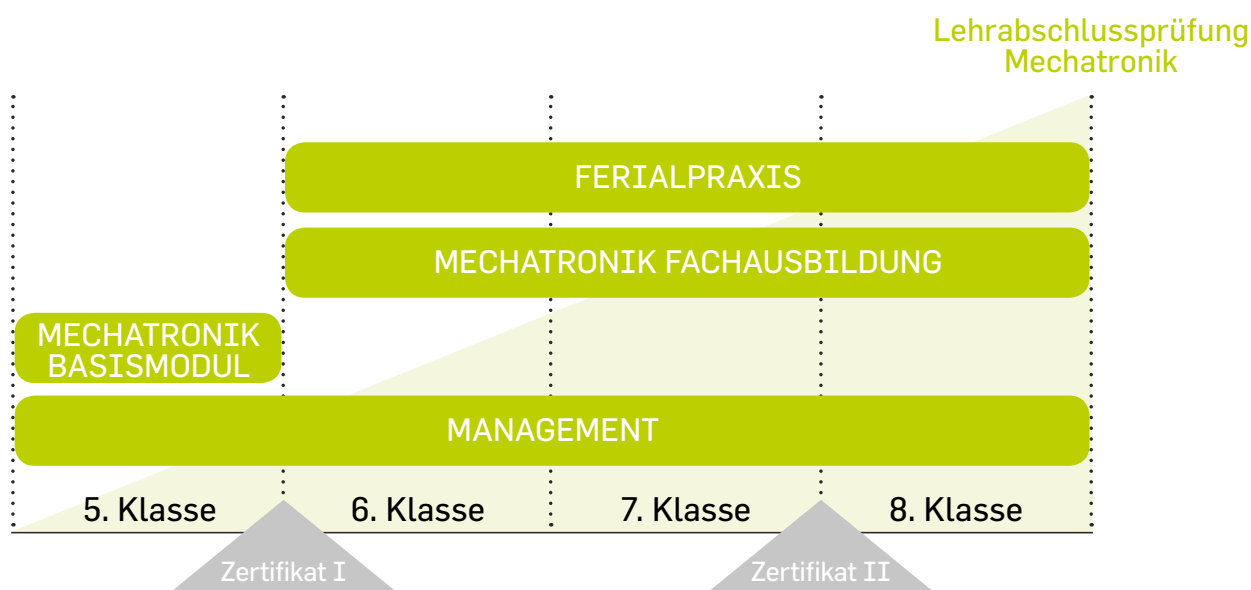 Lehrabschlussprüfung
Mechatronik
FERIALPRAXIS
MECHATRONIK FACHAUSBILDUNG
MECHATRONIK
BASISMODUL
MANAGEMENT
5. Klasse
6. Klasse
7. Klasse
8. Klasse
Zertifikat I
Zertifikat II